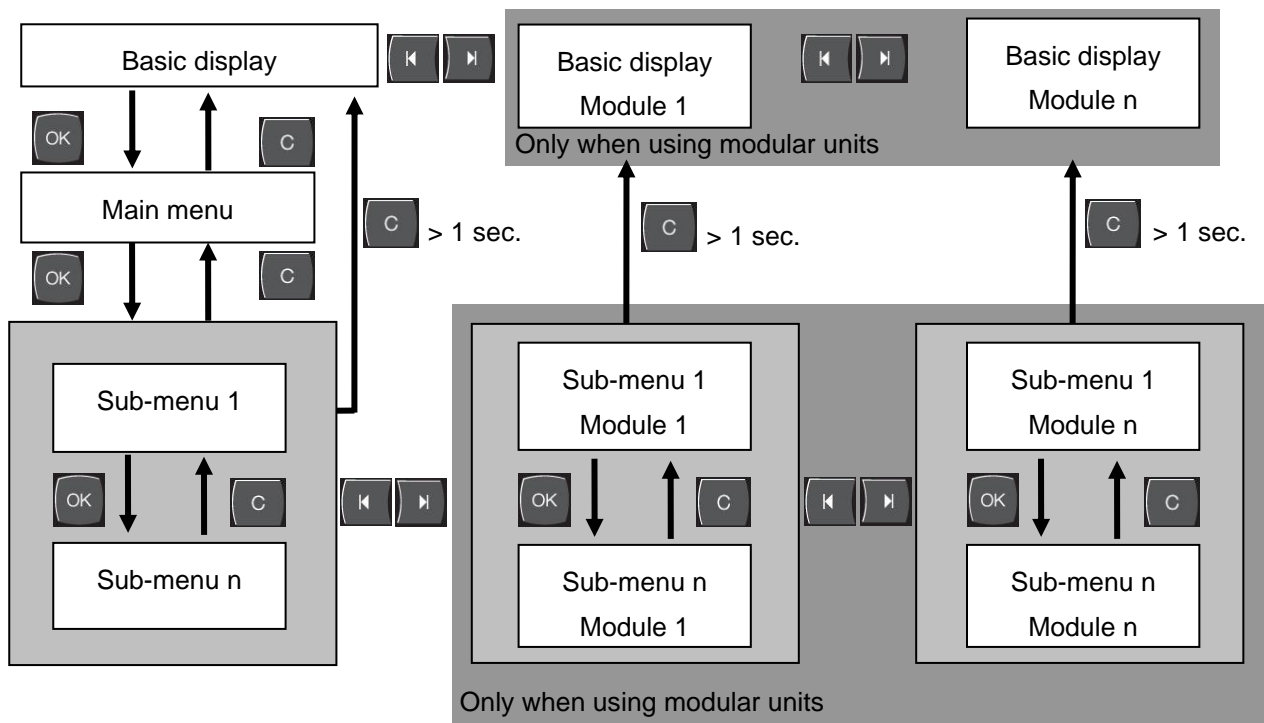 Basic display
Basic display
Module 1
Basic display
Module n
Only when using modular units
OK
C
Main menu
C
> 1 sec.
C
> 1 sec.
C
> 1 sec.
OK
C
Sub-menu 1
Sub-menu 1
Module 1
Sub-menu 1
Module n
OK
C
OK
C
OK
C
Sub-menu n
Sub-menu n
Module 1
Sub-menu n
Module n
Only when using modular units